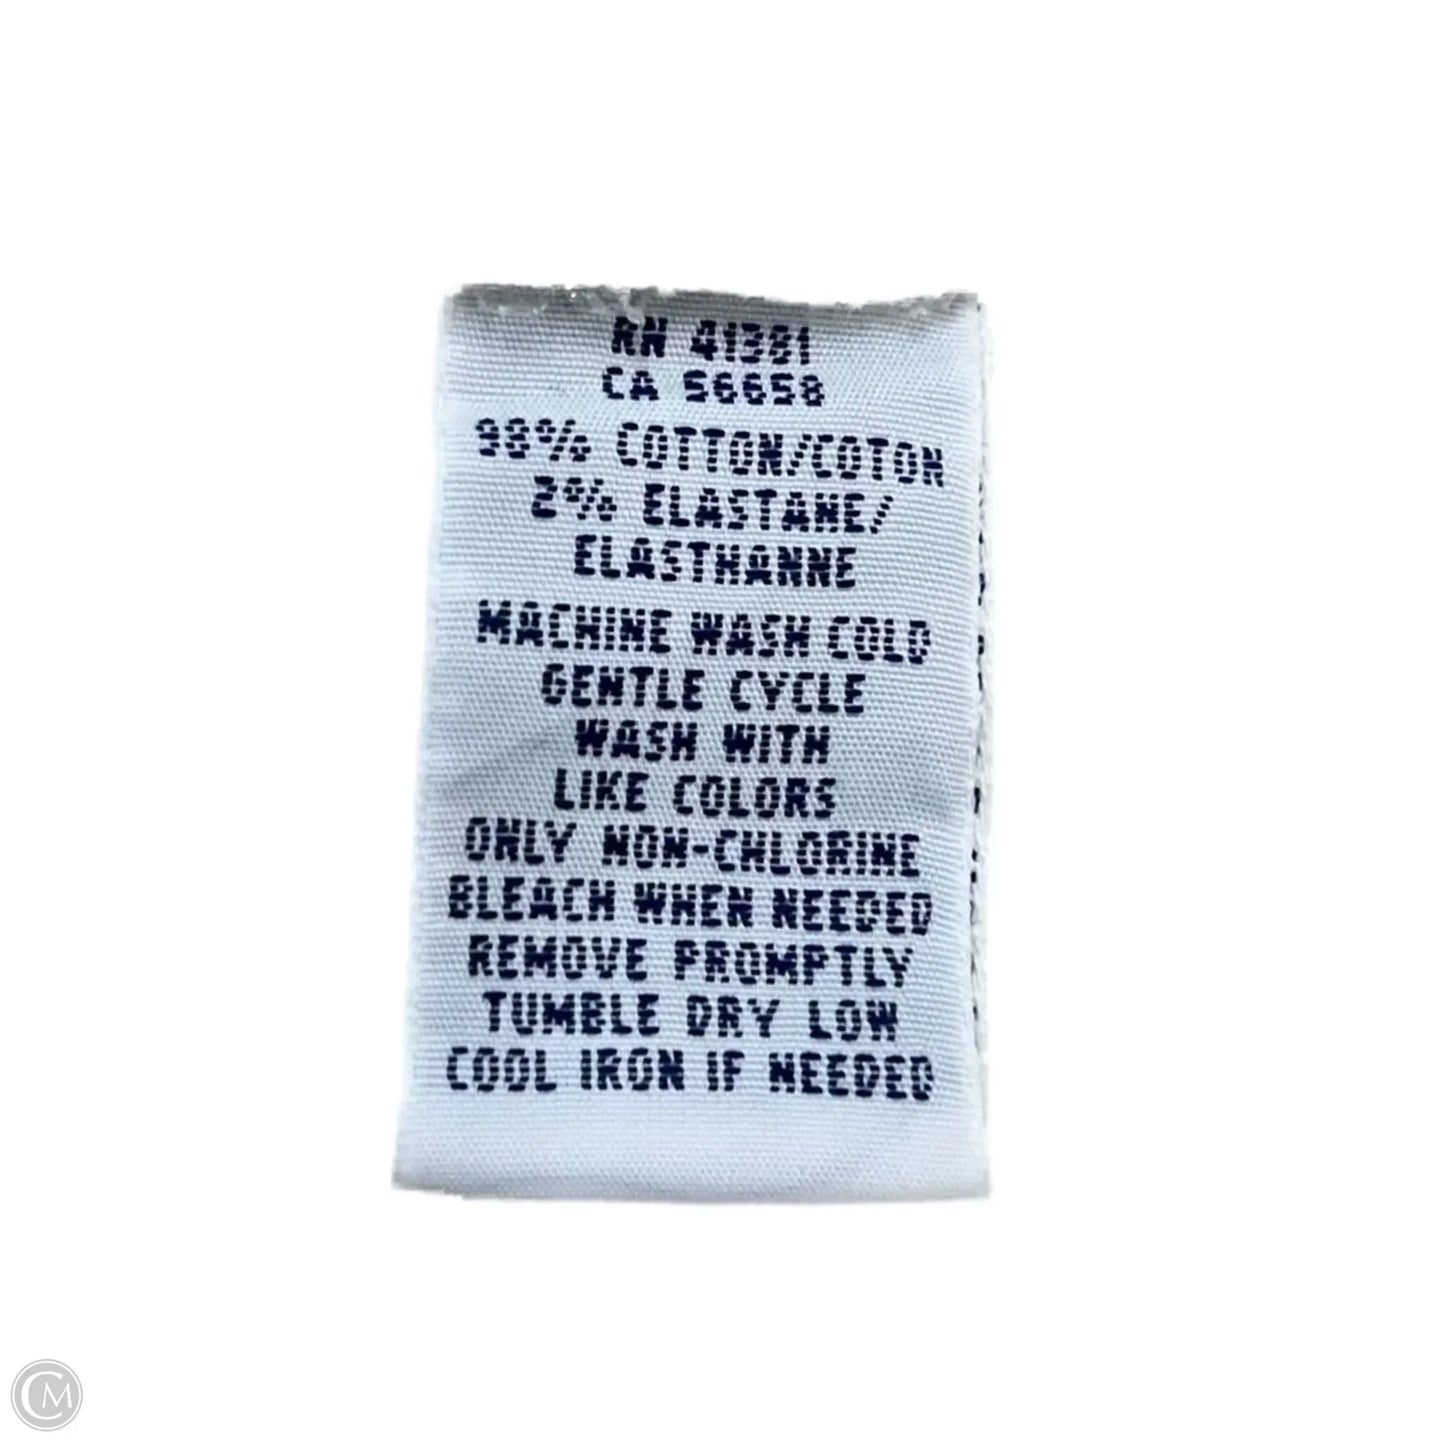 RN 41381
CA 56658
98% COTTON/COTON
2% ELASTANE/
ELASTHANNE
MACHINE WASH COLD
GENTLE CYCLE
WASH WITH
LIKE COLORS
ONLY NON-CHLORINE
BLEACH WHEN NEEDED
REMOVE PROMPTLY
TUMBLE DRY LOW
COOL IRON IF NEEDED
CM